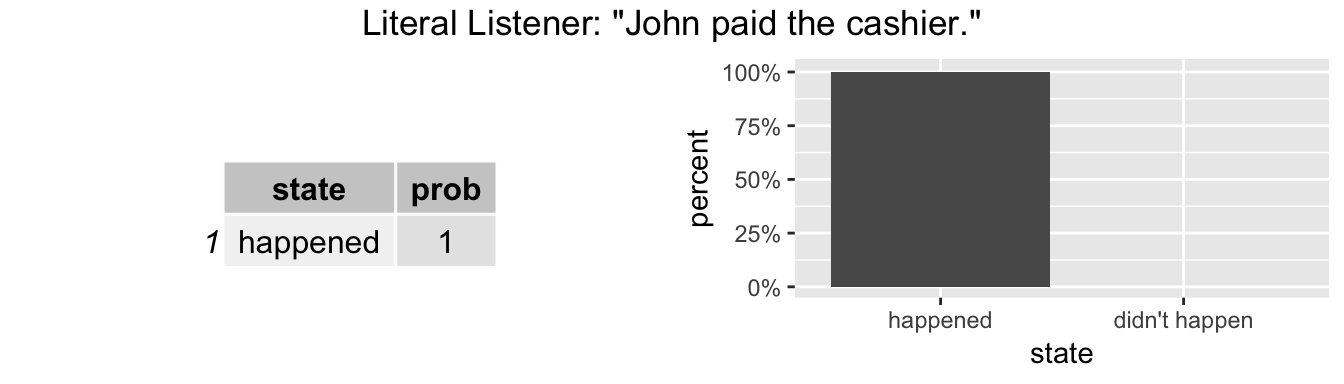 Literal Listener: "John paid the cashier."
state prob
1 happened 1
percent
100%
75%
50%
25%
0%
happened didn't happen
state